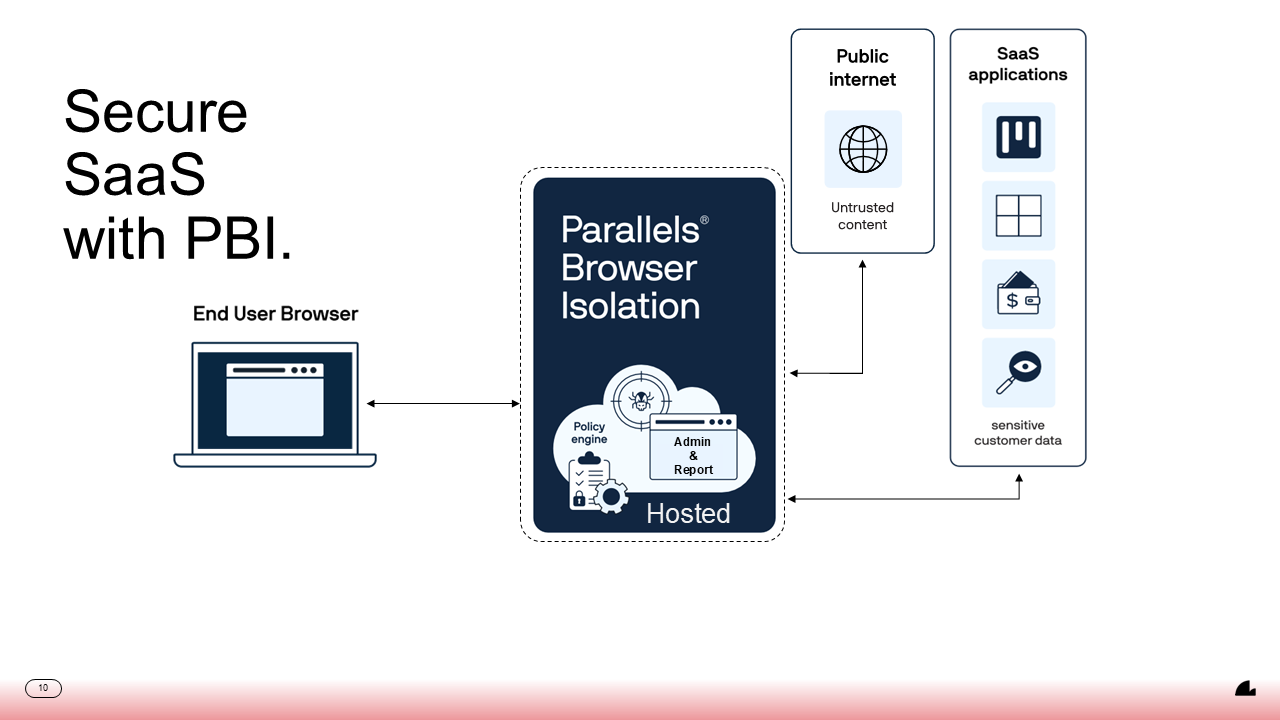 Secure
SaaS
with PBI.
End User Browser
Parallels®
Browser
Isolation
Policy
engine
Admin
&
Report
Hosted
Public
internet
Untrusted
content
SaaS
applications
$
sensitive
customer data
10